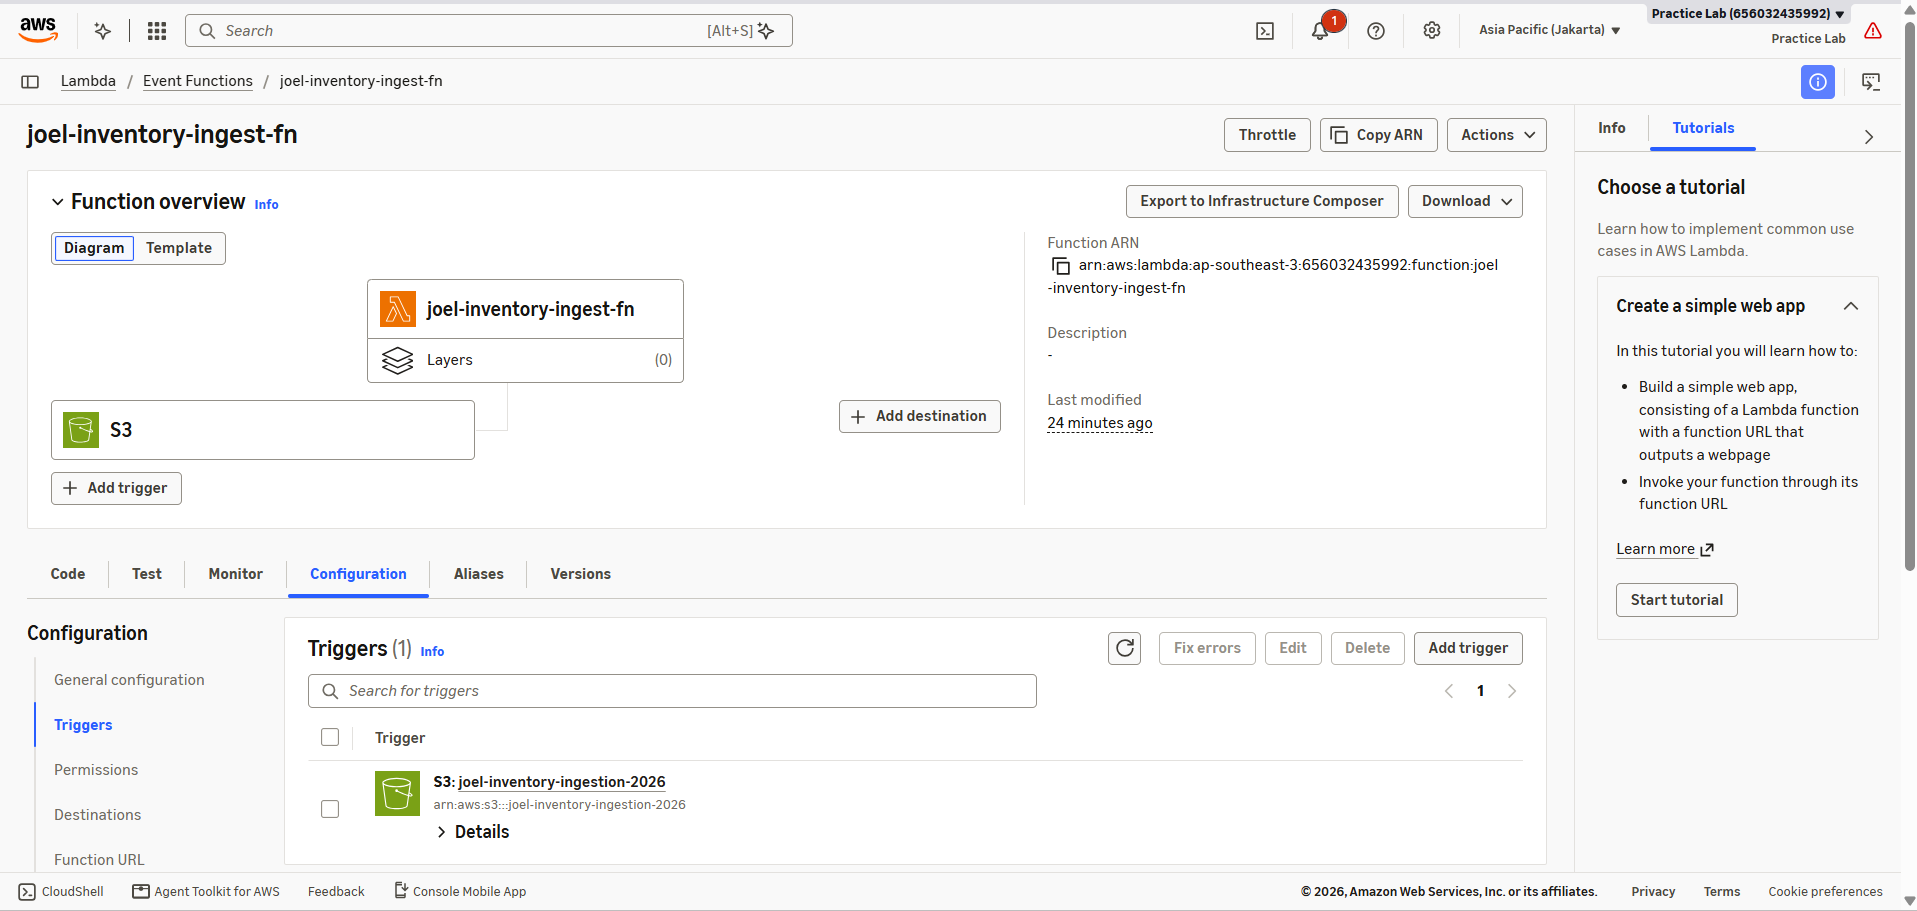 aws
Search
[Alt+S]
1
Asia Pacific (Jakarta) ▼
Practice Lab (656032435992) ▼
Practice Lab
Lambda / Event Functions / joel-inventory-ingest-fn
joel-inventory-ingest-fn
Throttle
Copy ARN
Actions
Function overview Info
Export to Infrastructure Composer
Download
Diagram
Template
joel-inventory-ingest-fn
Layers (0)
S3
Add trigger
Add destination
Function ARN
arn:aws:lambda:ap-southeast-3:656032435992:function:joel
-inventory-ingest-fn
Description
-
Last modified
24 minutes ago
Code
Test
Monitor
Configuration
Aliases
Versions
Configuration
General configuration
Triggers
Permissions
Destinations
Function URL
Triggers (1) Info
Fix errors
Edit
Delete
Add trigger
Search for triggers
1
Trigger
S3: joel-inventory-ingestion-2026
arn:aws:s3:::joel-inventory-ingestion-2026
Details
Info
Tutorials
Choose a tutorial
Learn how to implement common use
cases in AWS Lambda.
Create a simple web app
In this tutorial you will learn how to:
• Build a simple web app,
consisting of a Lambda function
with a function URL that
outputs a webpage
• Invoke your function through its
function URL
Learn more
Start tutorial
CloudShell
Agent Toolkit for AWS
Feedback
Console Mobile App
© 2026, Amazon Web Services, Inc. or its affiliates.
Privacy
Terms
Cookie preferences